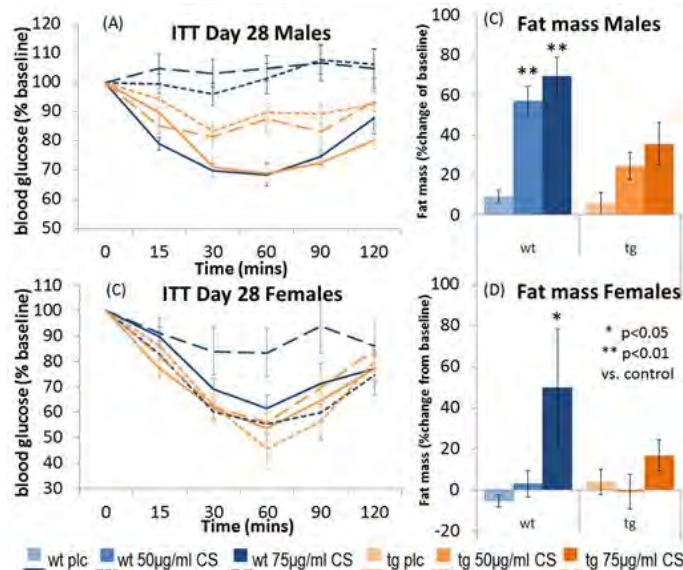 (A) ITT Day 28 Males
blood glucose (% baseline)
120
110
100
90
80
70
60
50
0 15 30 60 90 120
Time (mins)
(C) Fat mass Males
Fat mass (%change of baseline)
100
80
60
40
20
0
**
**
wt tg
(C) ITT Day 28 Females
blood glucose (% baseline)
110
100
90
80
70
60
50
40
30
0 15 30 60 90 120
Time (mins)
(D) Fat mass Females
Fat mass (%change from baseline)
100
80
60
40
20
0
-20
*
* p<0.05
** p<0.01
vs. control
wt tg
wt plc wt 50µg/ml CS wt 75µg/ml CS tg plc tg 50µg/ml CS tg 75µg/ml CS